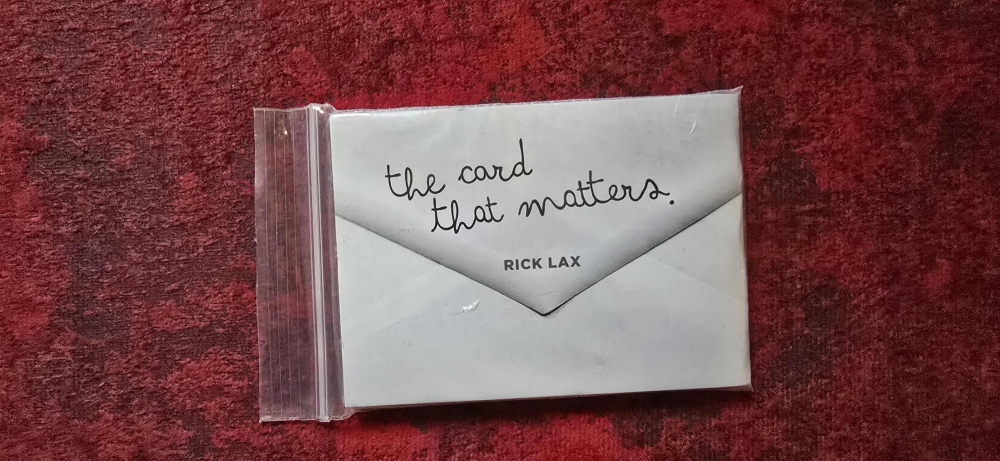 the card
that matters.
RICK LAX